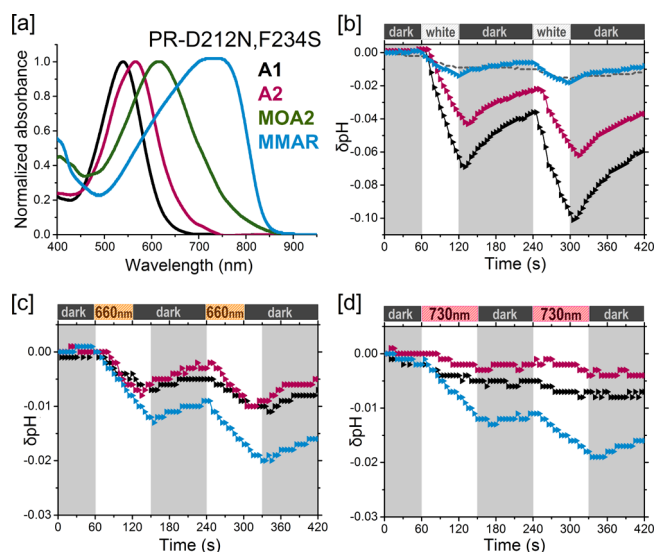 [a]
PR-D212N,F234S
A1
A2
MOA2
MMAR
Normalized absorbance
1.0
0.8
0.6
0.4
0.2
0.0
400 500 600 700 800 900
Wavelength (nm)
[b]
dark white dark white dark
δpH
0.00
-0.02
-0.04
-0.06
-0.08
-0.10
0 60 120 180 240 300 360 420
Time (s)
[c]
dark 660nm dark 660nm dark
δpH
0.00
-0.01
-0.02
-0.03
0 60 120 180 240 300 360 420
Time (s)
[d]
dark 730nm dark 730nm dark
δpH
0.00
-0.01
-0.02
-0.03
0 60 120 180 240 300 360 420
Time (s)